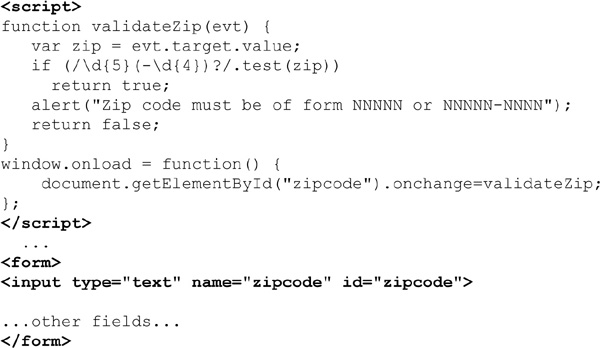 <script>
function validateZip(evt) {
   var zip = evt.target.value;
   if (/\d{5}(-\d{4})?/.test(zip))
     return true;
   alert("Zip code must be of form NNNNN or NNNNN-NNNN");
   return false;
}
window.onload = function() {
    document.getElementById("zipcode").onchange=validateZip;
};
</script>
  ...
<form>
<input type="text" name="zipcode" id="zipcode">
...other fields...
</form>